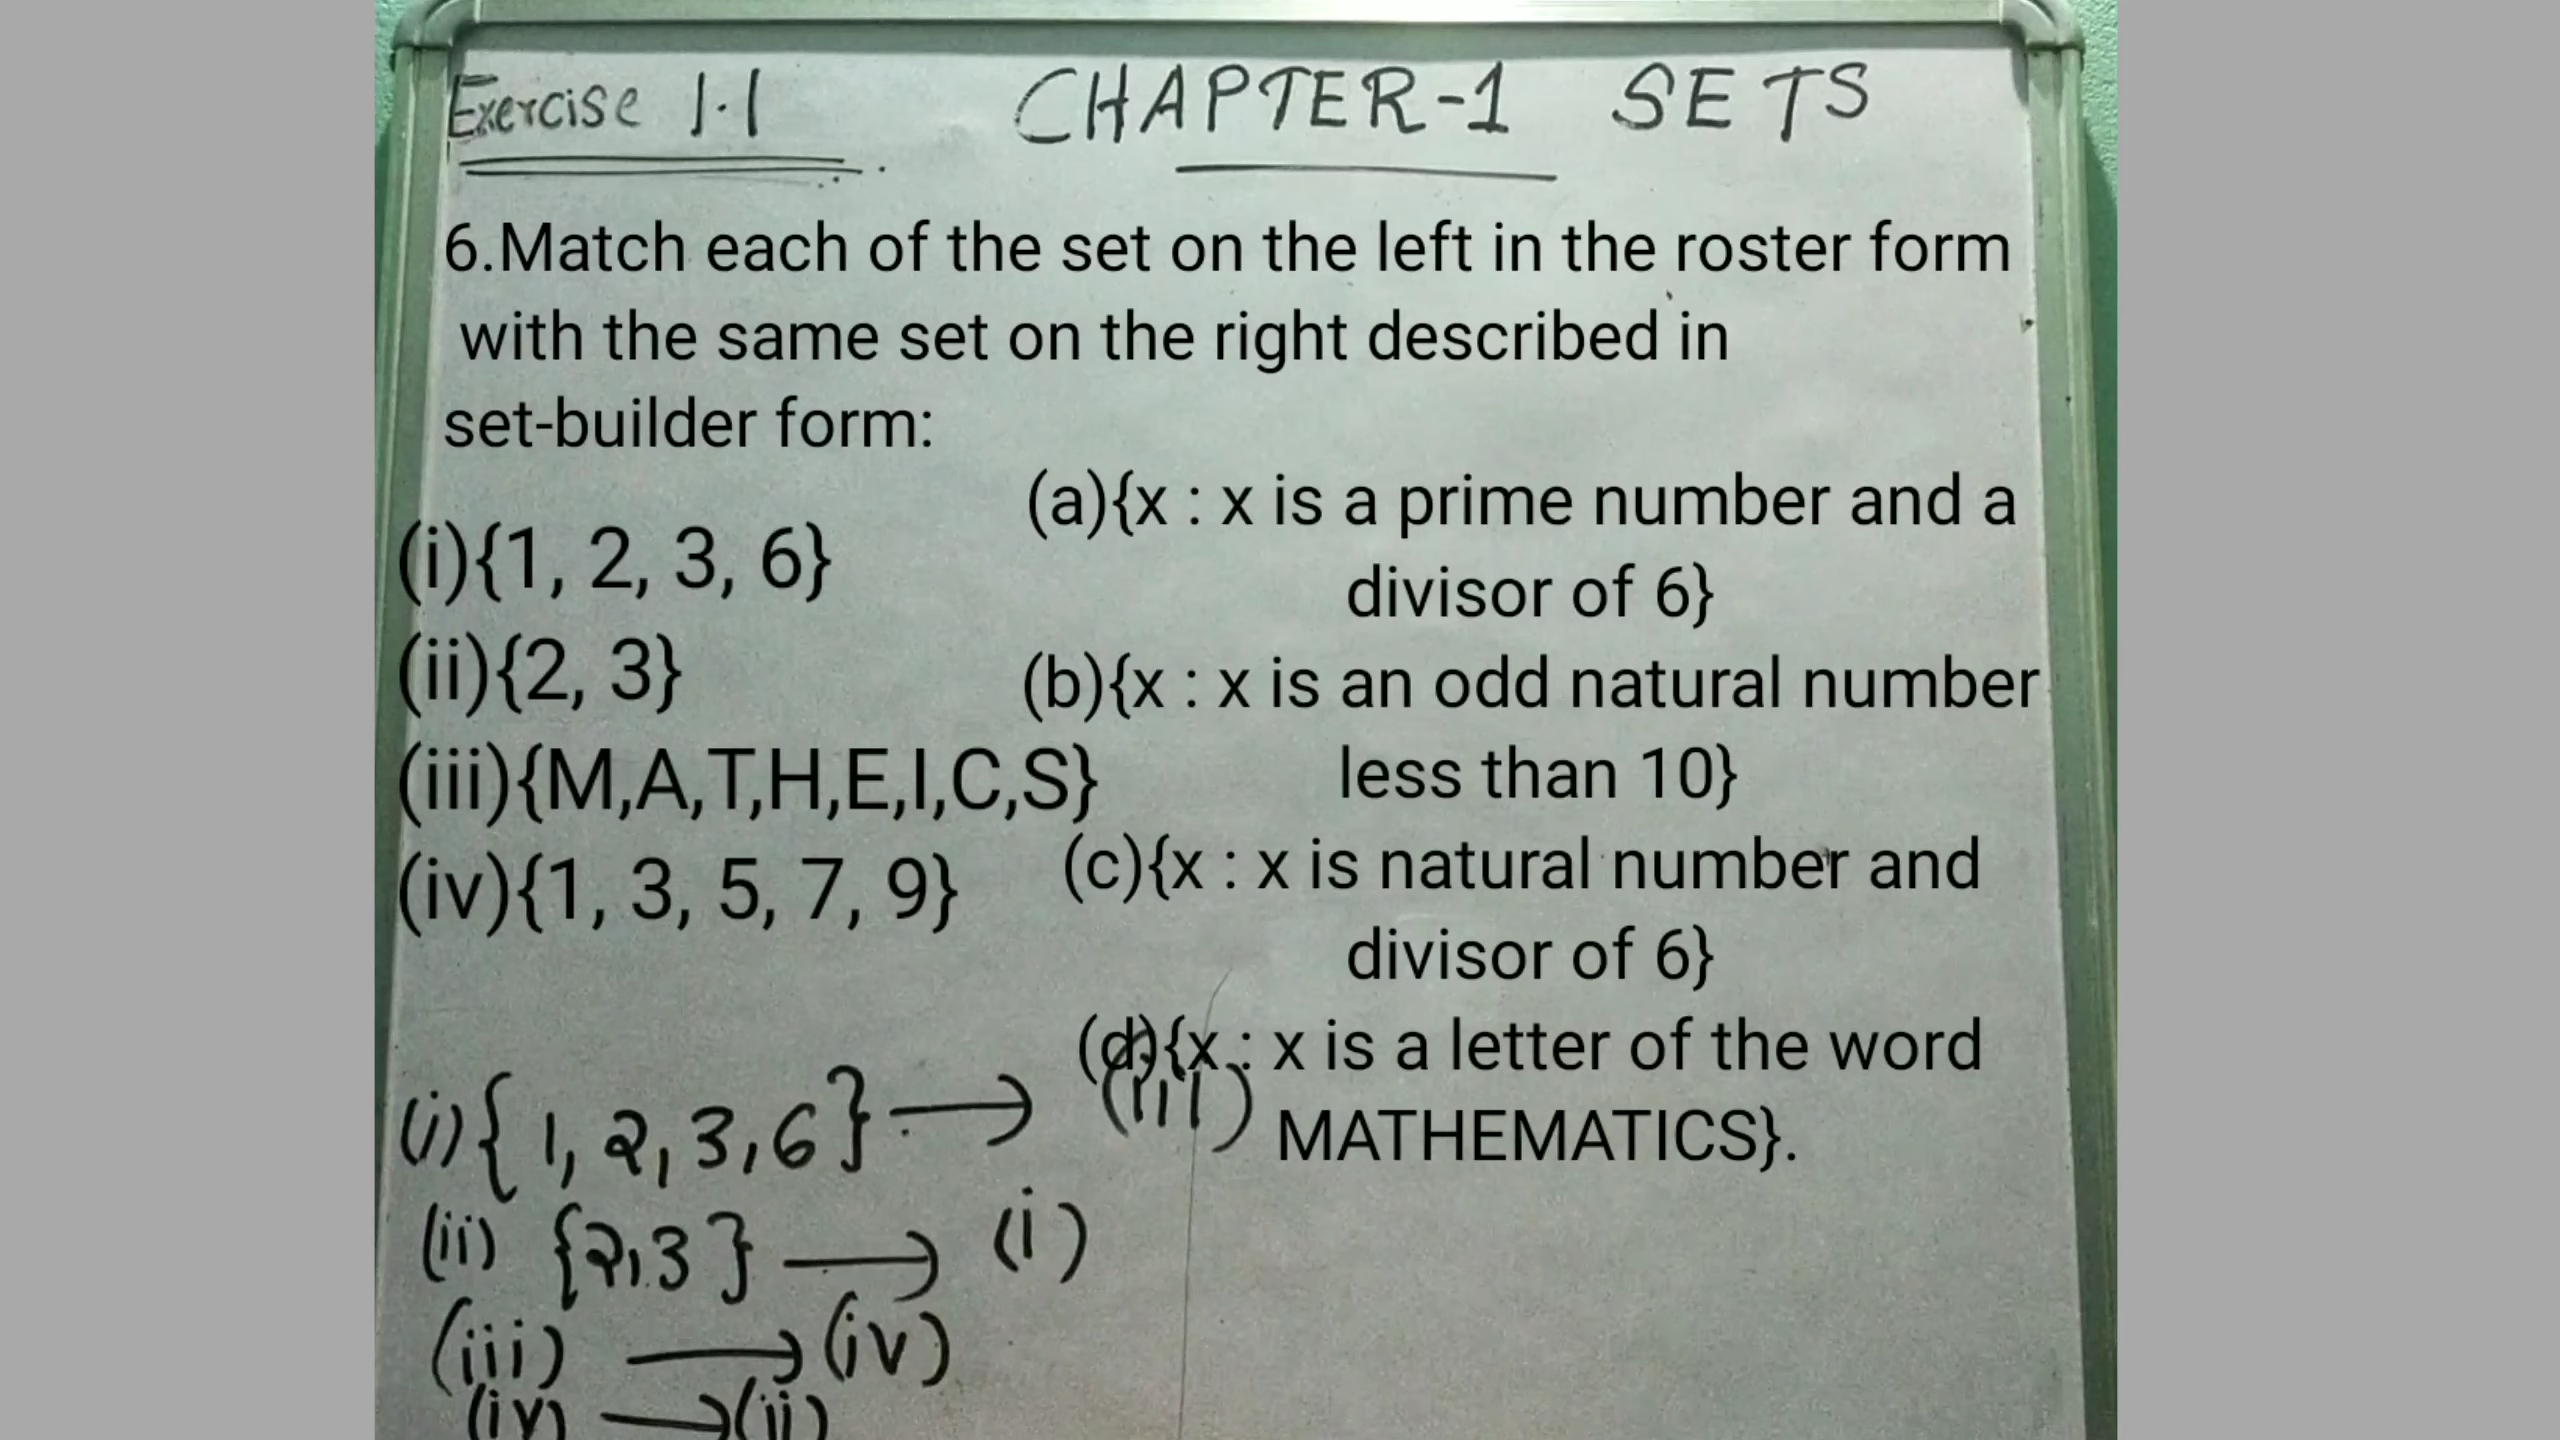 Exercise 1.1 CHAPTER-1 SETS
6.Match each of the set on the left in the roster form
with the same set on the right described in
set-builder form:
(i){1, 2, 3, 6}
(ii){2, 3}
(iii){M,A,T,H,E,I,C,S}
(iv){1, 3, 5, 7, 9}
(a){x : x is a prime number and a
divisor of 6}
(b){x : x is an odd natural number
less than 10}
(c){x : x is natural number and
divisor of 6}
(d){x : x is a letter of the word
MATHEMATICS}.
(i) { 1, 2, 3, 6} → (iii)
(ii) {2,3} → (i)
(iii) → (iv)
(iv) → (ii)